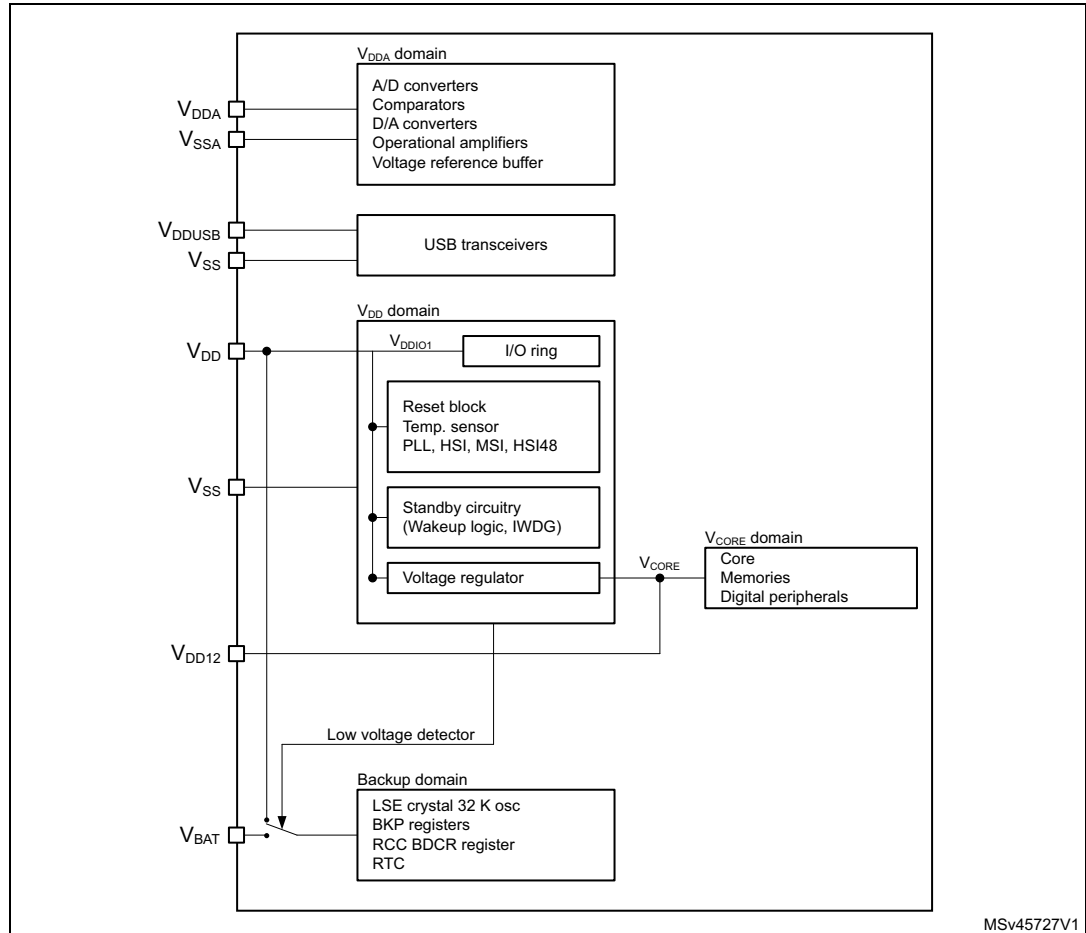 VDDA domain
A/D converters
Comparators
D/A converters
Operational amplifiers
Voltage reference buffer
VDDA
VSSA
VDDUSB
VSS
USB transceivers
VDD domain
VDD
VDDIO1
I/O ring
Reset block
Temp. sensor
PLL, HSI, MSI, HSI48
VSS
Standby circuitry
(Wakeup logic, IWDG)
Voltage regulator
VCORE
VCORE domain
Core
Memories
Digital peripherals
VDD12
Low voltage detector
Backup domain
LSE crystal 32 K osc
BKP registers
RCC BDCR register
RTC
VBAT
MSv45727V1